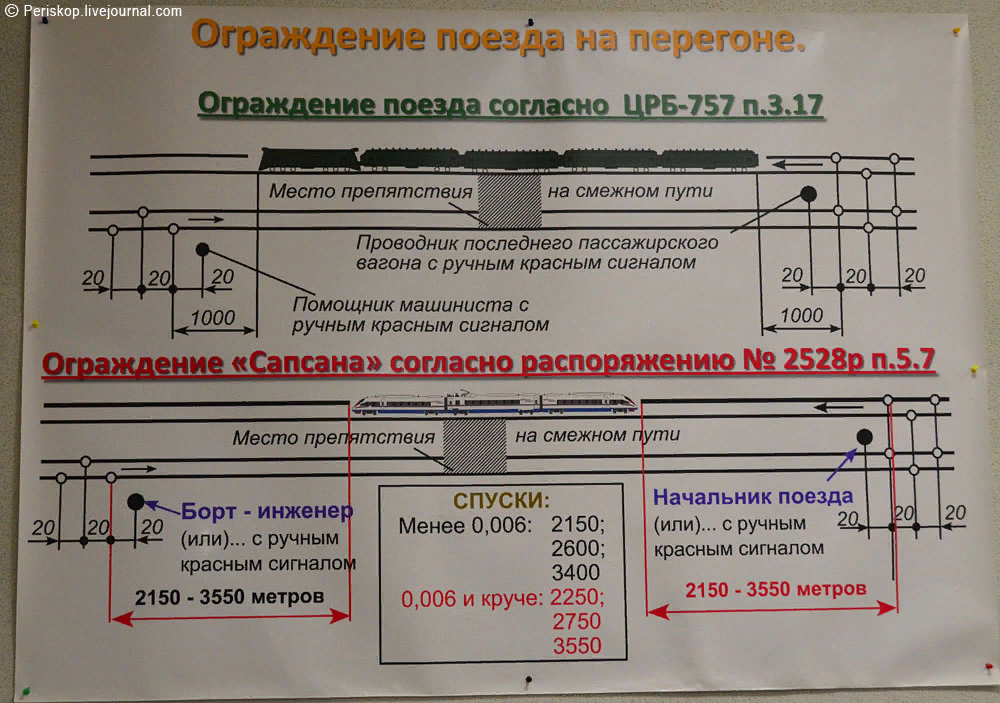 © Periskop.livejournal.com
Ограждение поезда на перегоне.
Ограждение поезда согласно ЦРБ-757 п.3.17
Место препятствия на смежном пути
Проводник последнего пассажирского
вагона с ручным красным сигналом
20 20 20
20 20 20
Помощник машиниста с
ручным красным сигналом
1000
1000
Ограждение «Сапсана» согласно распоряжению № 2528р п.5.7
Место препятствия на смежном пути
20 20 20
Борт - инженер
(или)... с ручным
красным сигналом
2150 - 3550 метров
СПУСКИ:
Менее 0,006: 2150;
2600;
3400
0,006 и круче: 2250;
2750
3550
Начальник поезда
(или)... с ручным
красным сигналом
20 20 20
2150 - 3550 метров